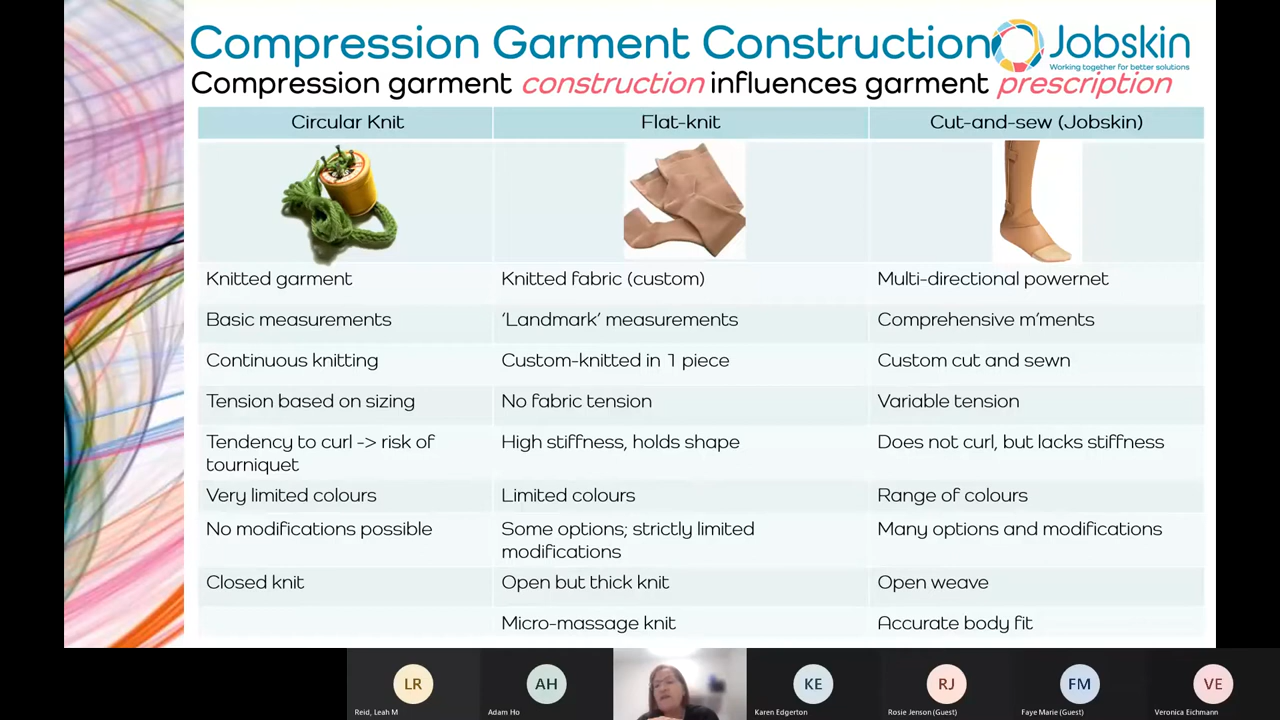 Compression Garment Construction
Jobskin
Working together for better solutions
Compression garment construction influences garment prescription
Circular Knit
Flat-knit
Cut-and-sew (Jobskin)
Knitted garment
Knitted fabric (custom)
Multi-directional powernet
Basic measurements
'Landmark' measurements
Comprehensive m'ments
Continuous knitting
Custom-knitted in 1 piece
Custom cut and sewn
Tension based on sizing
No fabric tension
Variable tension
Tendency to curl -> risk of
tourniquet
High stiffness, holds shape
Does not curl, but lacks stiffness
Very limited colours
Limited colours
Range of colours
No modifications possible
Some options; strictly limited
modifications
Many options and modifications
Closed knit
Open but thick knit
Open weave
Micro-massage knit
Accurate body fit
LR
AH
KE
RJ
FM
VE
Reid, Leah M
Adam Ho
Karen Edgerton
Rosie Jenson (Guest)
Faye Marie (Guest)
Veronica Eichmann